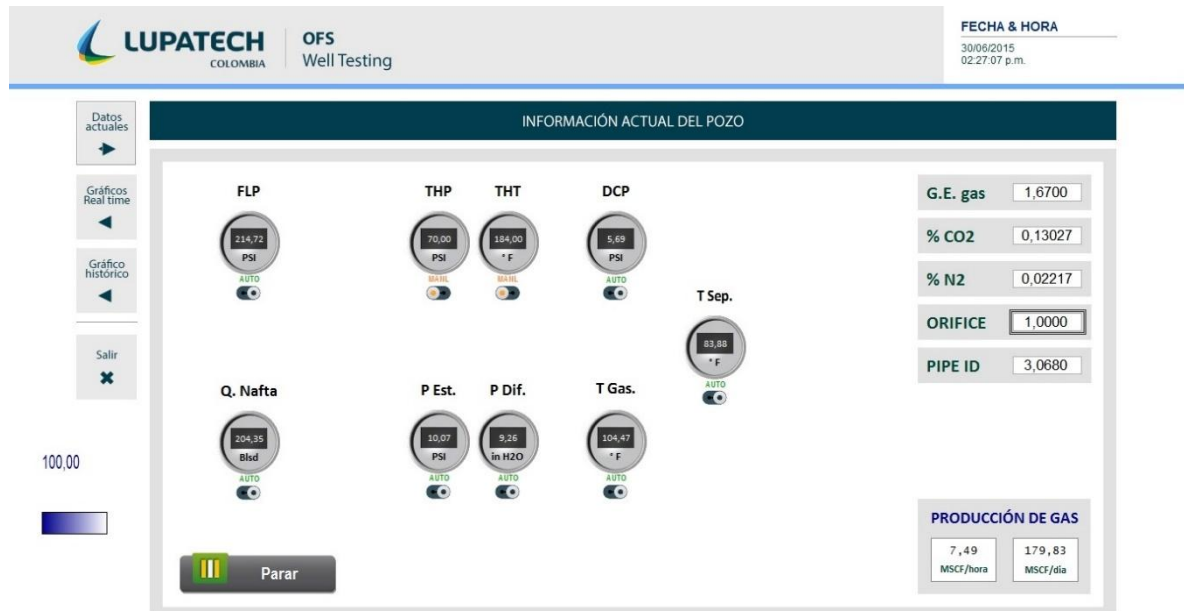 LUPATECH
COLOMBIA
OFS
Well Testing
FECHA & HORA
30/06/2015
02:27:07 p.m.
Datos
actuales
Gráficos
Real time
Gráfico
histórico
Salir
100,00
INFORMACIÓN ACTUAL DEL POZO
FLP
214,72
PSI
AUTO
THP
70,00
PSI
MANL
THT
184,00
° F
MANL
DCP
5,69
PSI
AUTO
T Sep.
83,88
° F
AUTO
Q. Nafta
204,35
Blsd
AUTO
P Est.
10,07
PSI
AUTO
P Dif.
9,26
in H2O
AUTO
T Gas.
104,47
° F
AUTO
Parar
G.E. gas 1,6700
% CO2 0,13027
% N2 0,02217
ORIFICE 1,0000
PIPE ID 3,0680
PRODUCCIÓN DE GAS
7,49
MSCF/hora
179,83
MSCF/dia